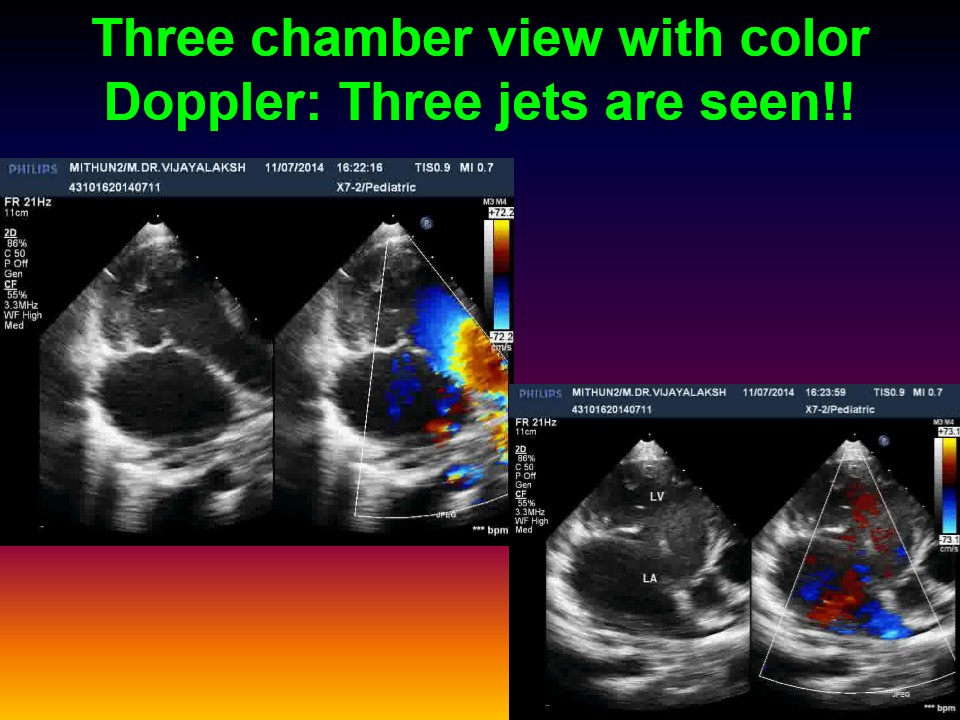 Three chamber view with color
Doppler: Three jets are seen!!
PHILIPS MITHUN2/M.DR.VIJAYALAKSH 11/07/2014 16:22:16 TIS0.9 MI 0.7
43101620140711 X7-2/Pediatric
FR 21Hz
11cm
M3 M4
+72.2
2D
86%
C 50
P Off
Gen
CF
55%
3.3MHz
WF High
Med
-72.2
cm/s
P
JPEG
*** bpm
PHILIPS MITHUN2/M.DR.VIJAYALAKSH 11/07/2014 16:23:59 TIS0.9 MI 0.7
43101620140711 X7-2/Pediatric
FR 21Hz
11cm
M3 M4
+73.1
2D
86%
C 50
P Off
Gen
CF
55%
3.3MHz
WF High
Med
LV
LA
-73.1
cm/s
P
JPEG
*** bpm